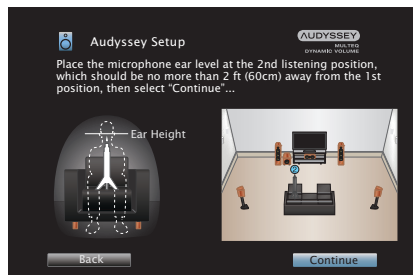 Audyssey Setup
AUDYSSEY
MULTEQ
DYNAMIC VOLUME
Place the microphone ear level at the 2nd listening position,
which should be no more than 2 ft (60cm) away from the 1st
position, then select “Continue”...
Ear Height
2
Back
Continue